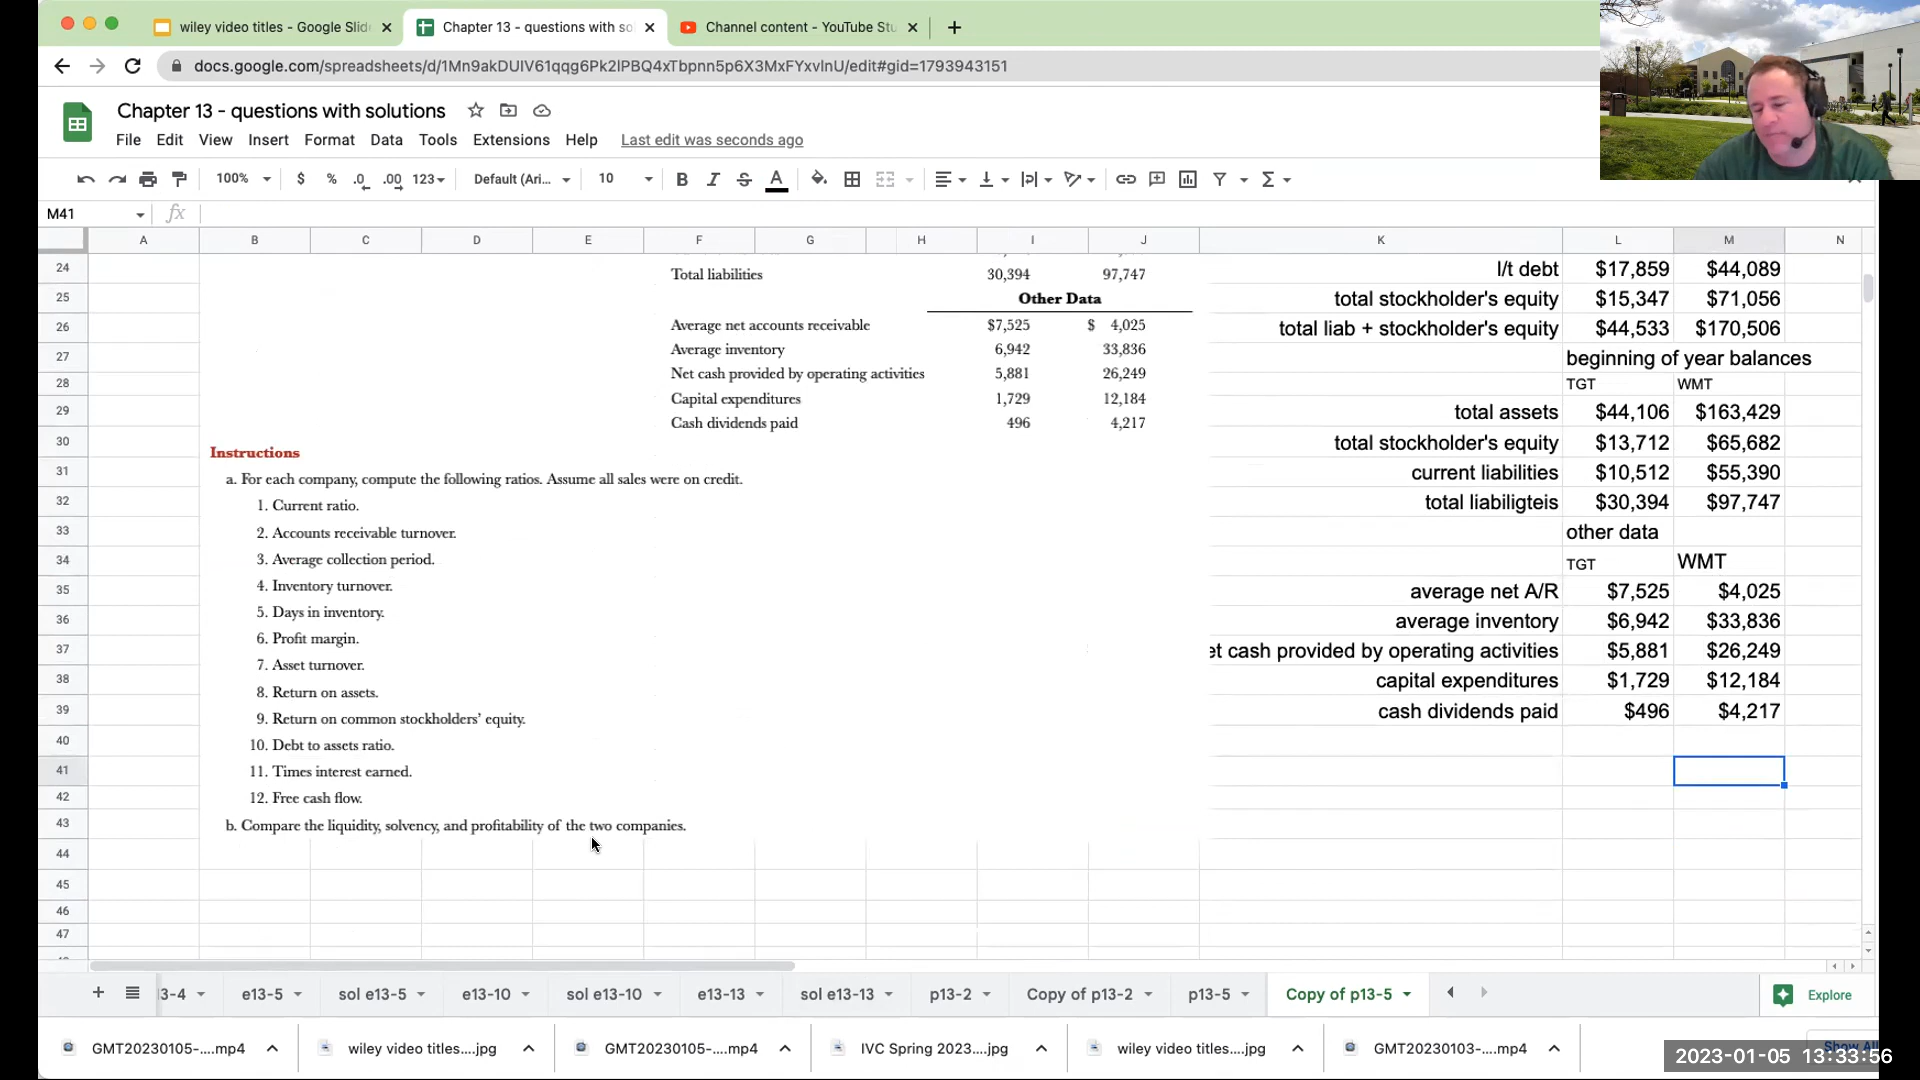 wiley video titles - Google Slide
Chapter 13 - questions with so
Channel content - YouTube Stu
docs.google.com/spreadsheets/d/1Mn9akDUIV61qqg6Pk2IPBQ4xTbpnn5p6X3MxFYxvlnU/edit#gid=1793943151
Chapter 13 - questions with solutions
File Edit View Insert Format Data Tools Extensions Help Last edit was seconds ago
100% $ % .0 .00 123 Default (Ari... 10 B I S A
M41 fx
A B C D E F G H I J K L M N
24 Total liabilities 30,394 97,747 l/t debt $17,859 $44,089
25 Other Data total stockholder's equity $15,347 $71,056
26 Average net accounts receivable $7,525 $ 4,025 total liab + stockholder's equity $44,533 $170,506
27 Average inventory 6,942 33,836 beginning of year balances
28 Net cash provided by operating activities 5,881 26,249 TGT WMT
29 Capital expenditures 1,729 12,184 total assets $44,106 $163,429
Cash dividends paid 496 4,217
30 Instructions total stockholder's equity $13,712 $65,682
31 a. For each company, compute the following ratios. Assume all sales were on credit. current liabilities $10,512 $55,390
32 1. Current ratio. total liabiligteis $30,394 $97,747
33 2. Accounts receivable turnover. other data
34 3. Average collection period. TGT WMT
35 4. Inventory turnover. average net A/R $7,525 $4,025
36 5. Days in inventory. average inventory $6,942 $33,836
37 6. Profit margin. et cash provided by operating activities $5,881 $26,249
38 7. Asset turnover. capital expenditures $1,729 $12,184
8. Return on assets.
39 9. Return on common stockholders' equity. cash dividends paid $496 $4,217
40 10. Debt to assets ratio.
41 11. Times interest earned.
42 12. Free cash flow.
43 b. Compare the liquidity, solvency, and profitability of the two companies.
44
45
46
47
3-4 e13-5 sol e13-5 e13-10 sol e13-10 e13-13 sol e13-13 p13-2 Copy of p13-2 p13-5 Copy of p13-5 Explore
GMT20230105-....mp4 wiley video titles....jpg GMT20230105-....mp4 IVC Spring 2023....jpg wiley video titles....jpg GMT20230103-....mp4 Show All
2023-01-05 13:33:56